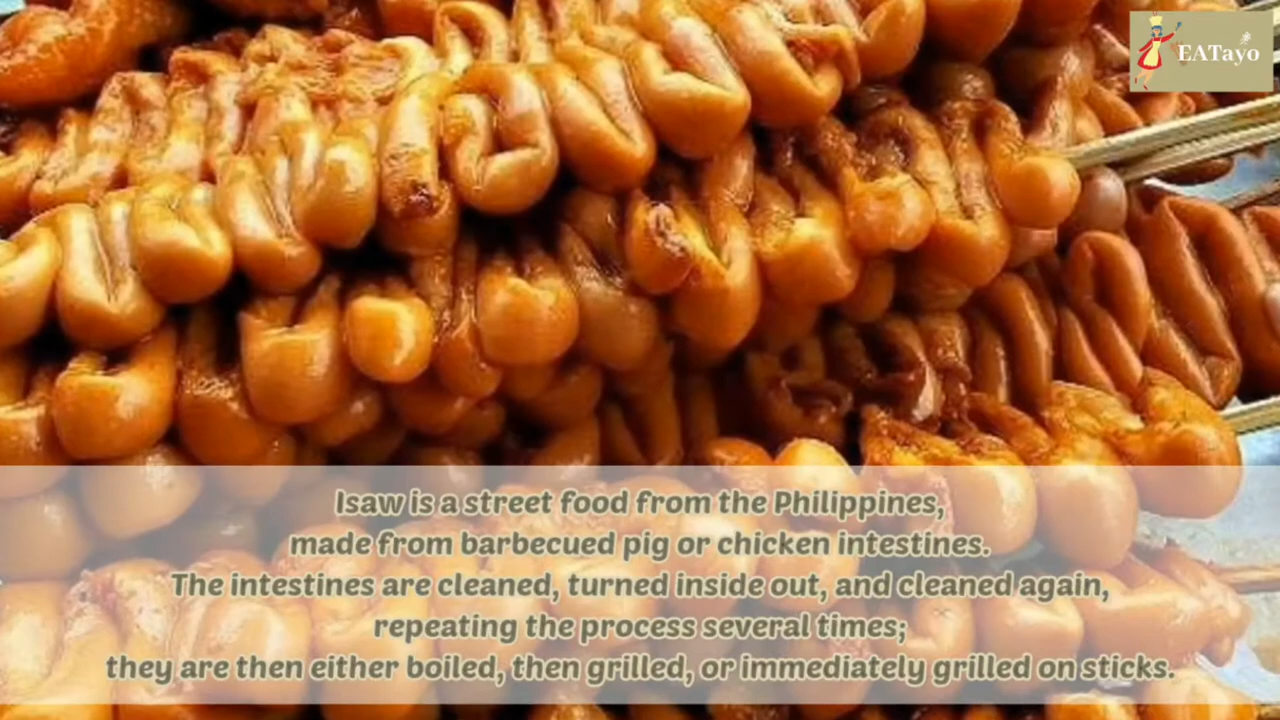 EATayo
Isaw is a street food from the Philippines,
made from barbecued pig or chicken intestines.
The intestines are cleaned, turned inside out, and cleaned again,
repeating the process several times;
they are then either boiled, then grilled, or immediately grilled on sticks.